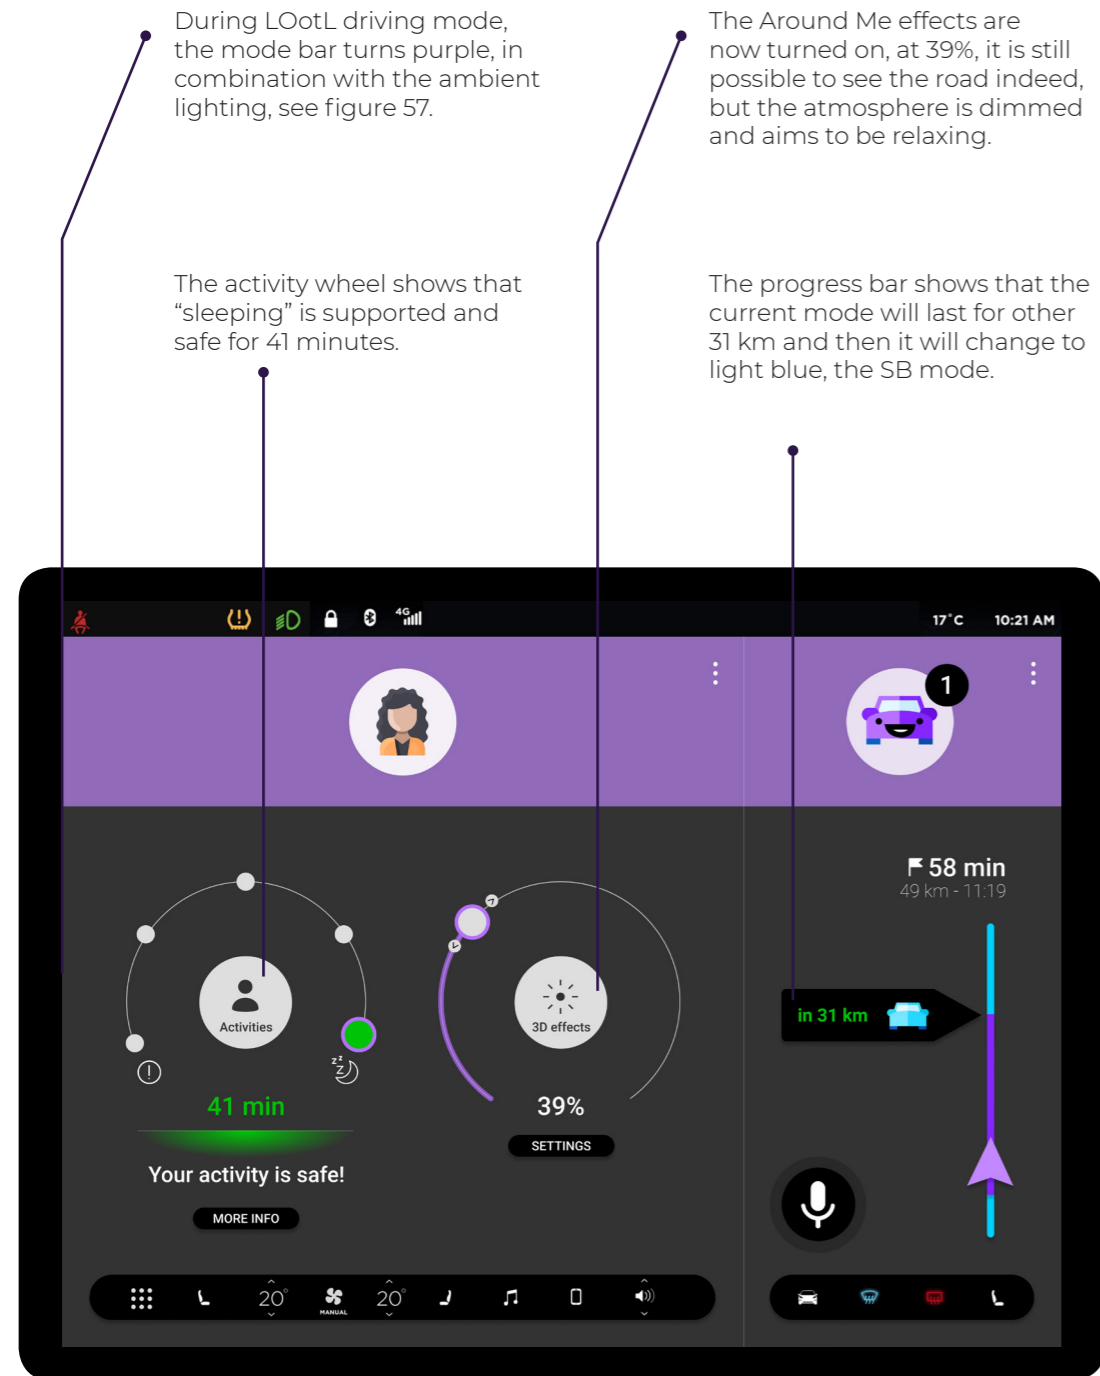 During LOotL driving mode,
the mode bar turns purple, in
combination with the ambient
lighting, see figure 57.
The Around Me effects are
now turned on, at 39%, it is still
possible to see the road indeed,
but the atmosphere is dimmed
and aims to be relaxing.
The activity wheel shows that
“sleeping” is supported and
safe for 41 minutes.
The progress bar shows that the
current mode will last for other
31 km and then it will change to
light blue, the SB mode.
4G
17°C 10:21 AM
1
58 min
49 km - 11:19
in 31 km
Activities
3D effects
zzz
41 min
39%
SETTINGS
Your activity is safe!
MORE INFO
20°
MANUAL
20°